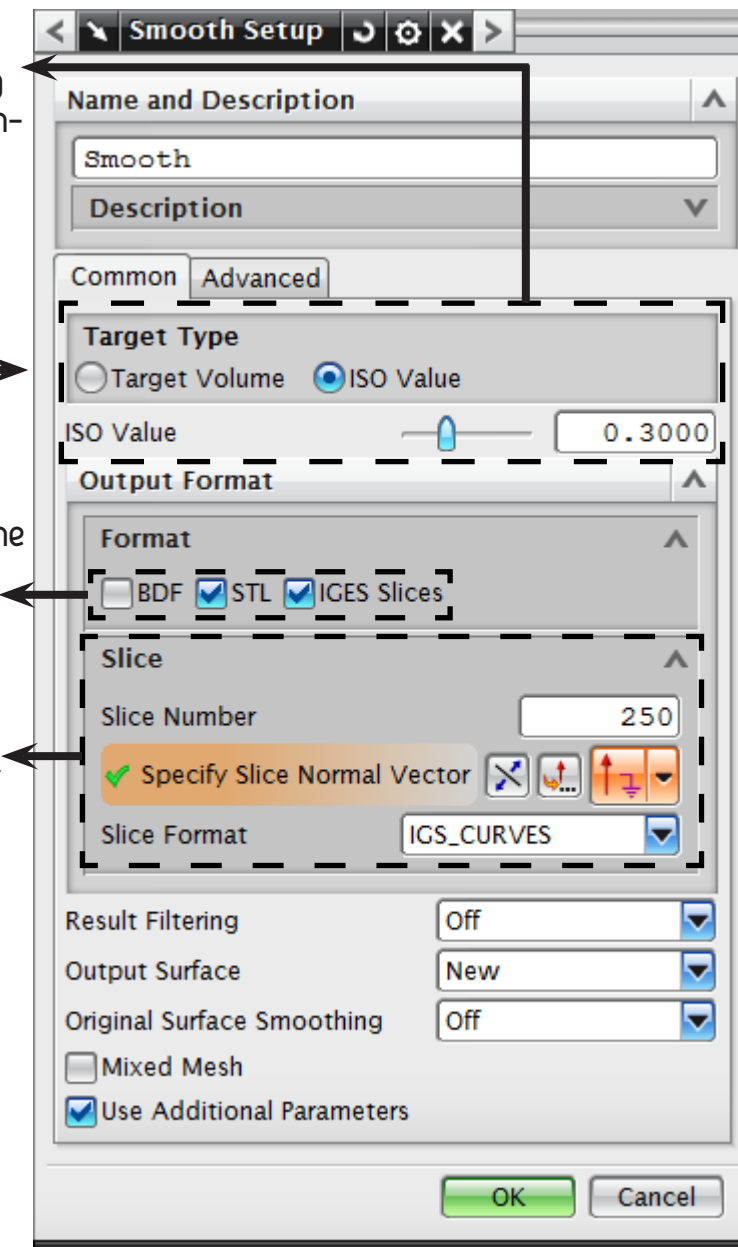 Smooth Setup
Name and Description
n-
Smooth
Description
Common Advanced
Target Type
Target Volume ISO Value
ISO Value 0.3000
Output Format
Format
BDF STL IGES Slices
Slice
Slice Number 250
Specify Slice Normal Vector
Slice Format IGS_CURVES
Result Filtering Off
Output Surface New
Original Surface Smoothing Off
Mixed Mesh
Use Additional Parameters
OK Cancel